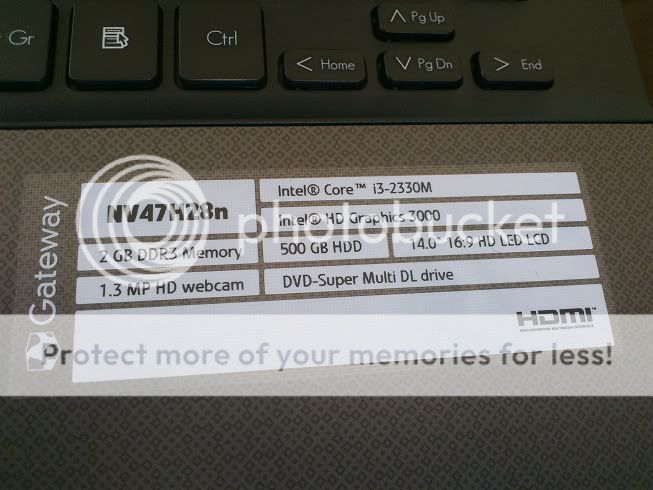 Pg Up
Gr
Ctrl
Home
Pg Dn
End
Gateway
NV47H28n
Intel® Core™ i3-2330M
Intel® HD Graphics 3000
2 GB DDR3 Memory
500 GB HDD
14.0" 16:9 HD LED LCD
1.3 MP HD webcam
DVD-Super Multi DL drive
HDMI™
photobucket
Protect more of your memories for less!